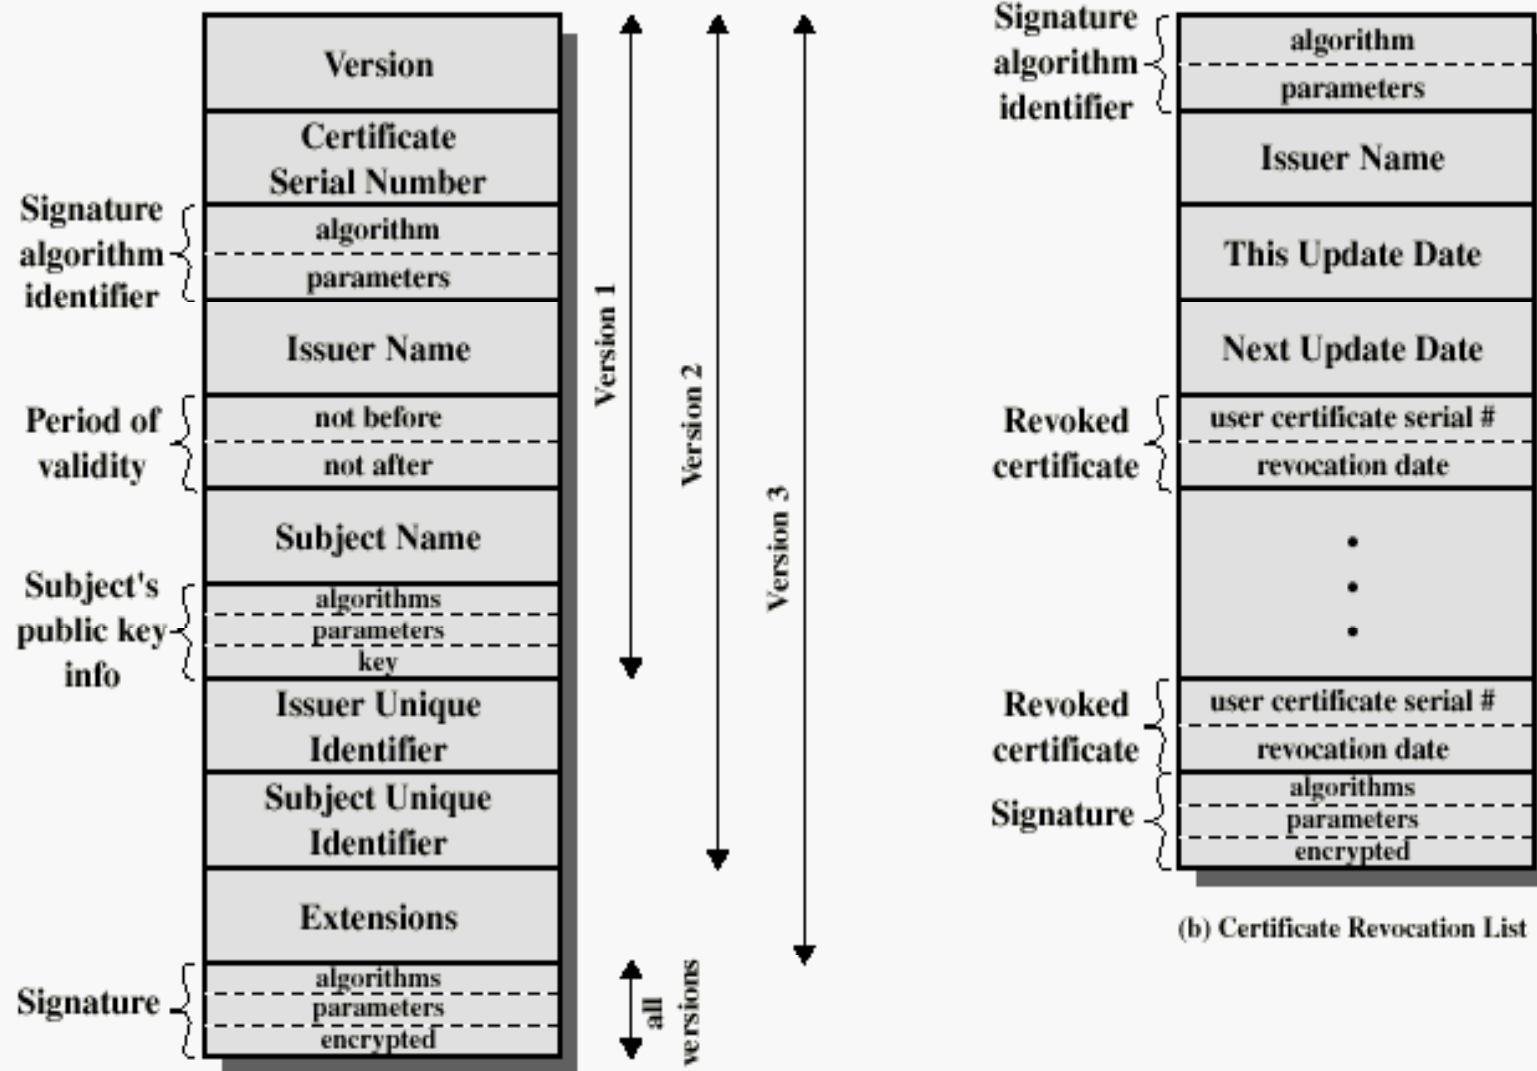 Version
Certificate
Serial Number
Signature
algorithm
identifier
algorithm
parameters
Issuer Name
Period of
validity
not before
not after
Subject Name
Subject's
public key
info
algorithms
parameters
key
Issuer Unique
Identifier
Subject Unique
Identifier
Extensions
Signature
algorithms
parameters
encrypted
Version 1
Version 2
Version 3
all
versions
Signature
algorithm
identifier
algorithm
parameters
Issuer Name
This Update Date
Next Update Date
Revoked
certificate
user certificate serial #
revocation date
Revoked
certificate
user certificate serial #
revocation date
Signature
algorithms
parameters
encrypted
(b) Certificate Revocation List